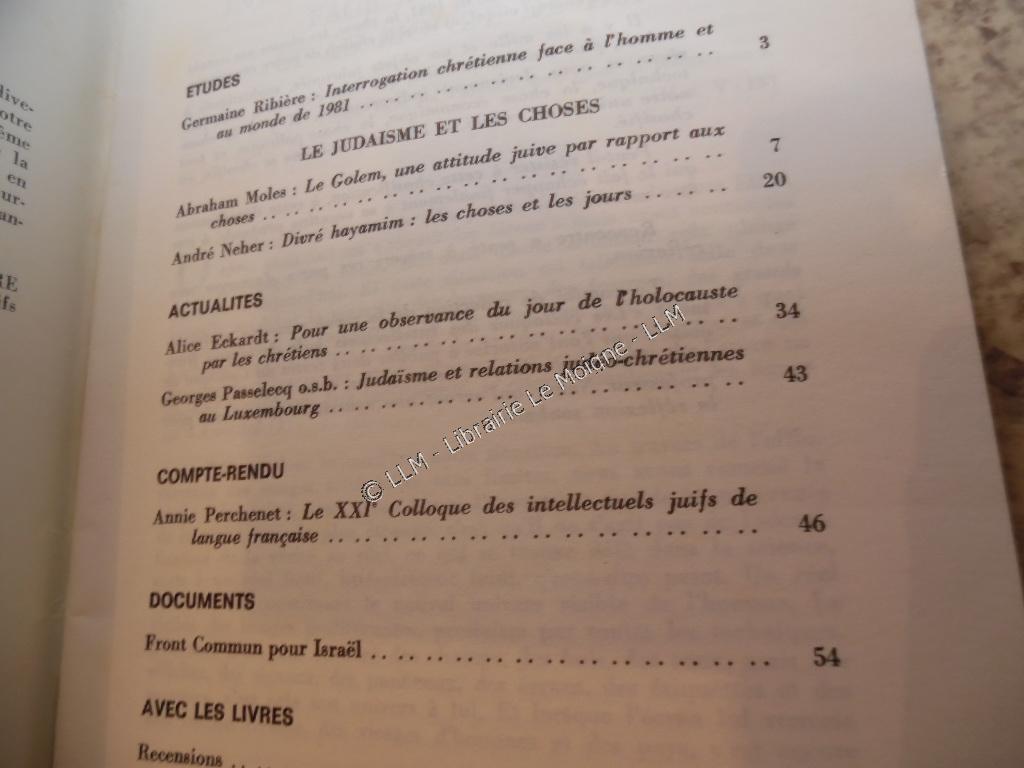 ETUDES
Germaine Ribière : Interrogation chrétienne face à l'homme et
au monde de 1981 . . . . . . . . . . . . . . . . 3
LE JUDAISME ET LES CHOSES
Abraham Moles : Le Golem, une attitude juive par rapport aux
choses . . . . . . . . . . . . . . . . . . . . 7
André Neher : Divré hayamim : les choses et les jours . . . . . . 20
ACTUALITES
Alice Eckardt : Pour une observance du jour de l'holocauste
par les chrétiens . . . . . . . . . . . . . . . . 34
Georges Passelecq o.s.b. : Judaïsme et relations judéo-chrétiennes
au Luxembourg . . . . . . . . . . . . . . . . . 43
COMPTE-RENDU
Annie Perchenet : Le XXIe Colloque des intellectuels juifs de
langue française . . . . . . . . . . . . . . . . . 46
DOCUMENTS
Front Commun pour Israël . . . . . . . . . . . . . . . 54
AVEC LES LIVRES
Recensions . .
© LLM - Librairie Le Moigne - LLM